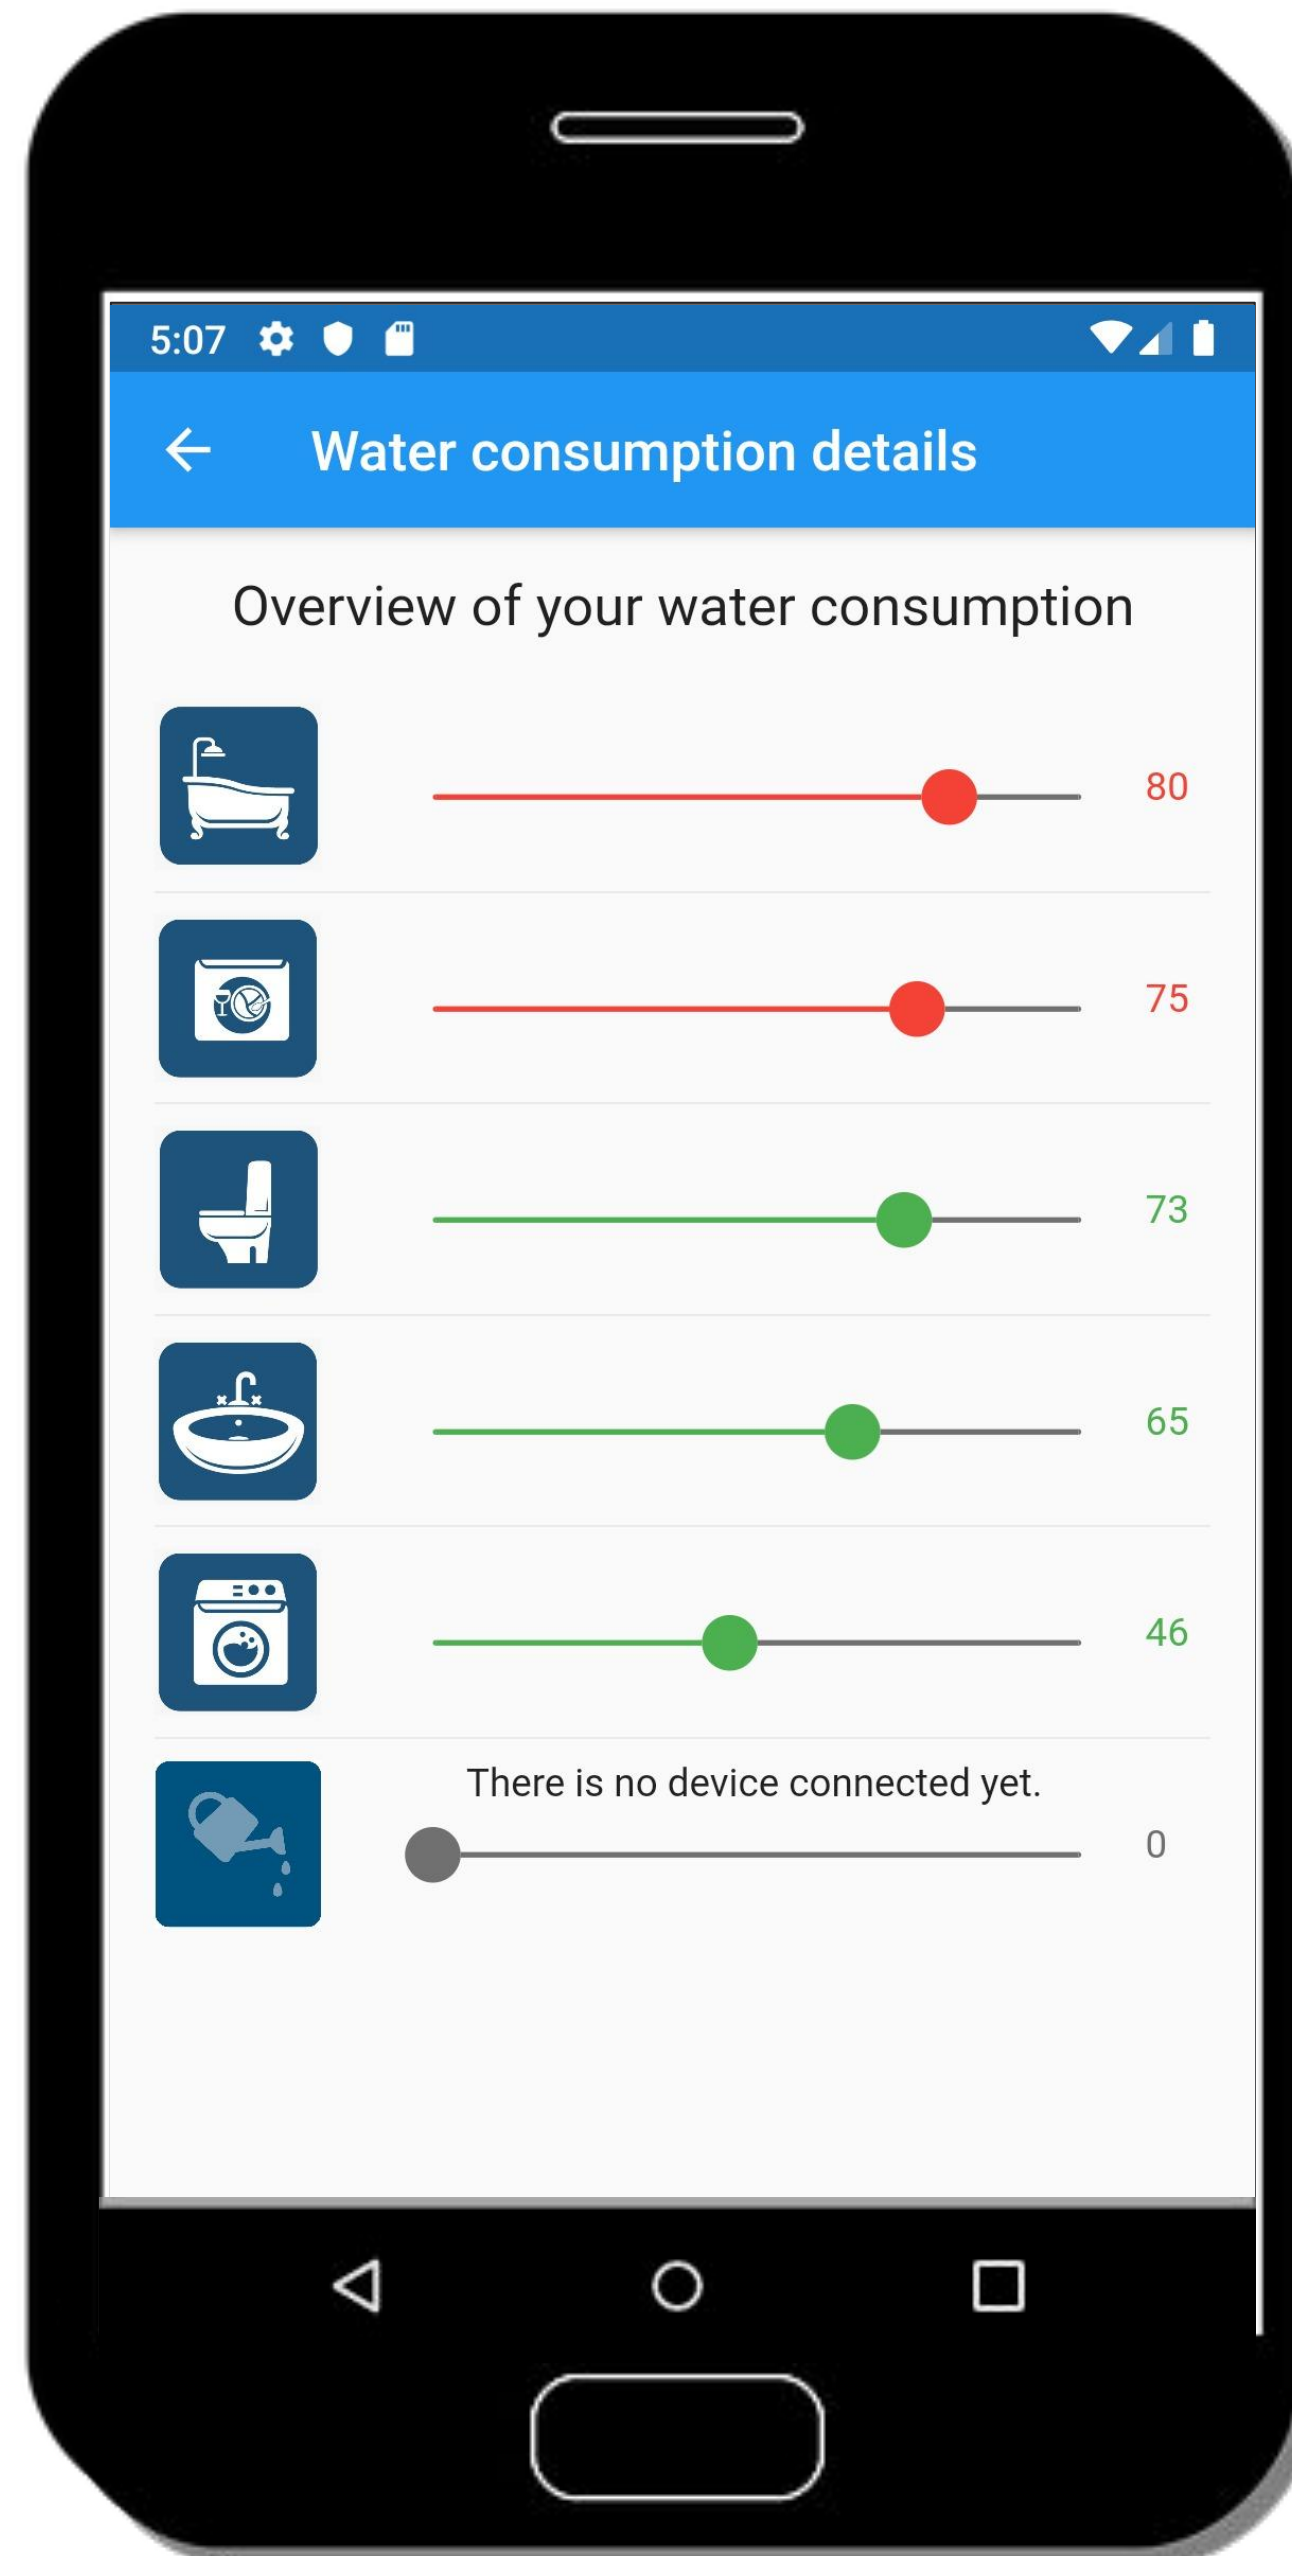 5:07
Water consumption details
Overview of your water consumption
80
75
73
65
46
There is no device connected yet.
0